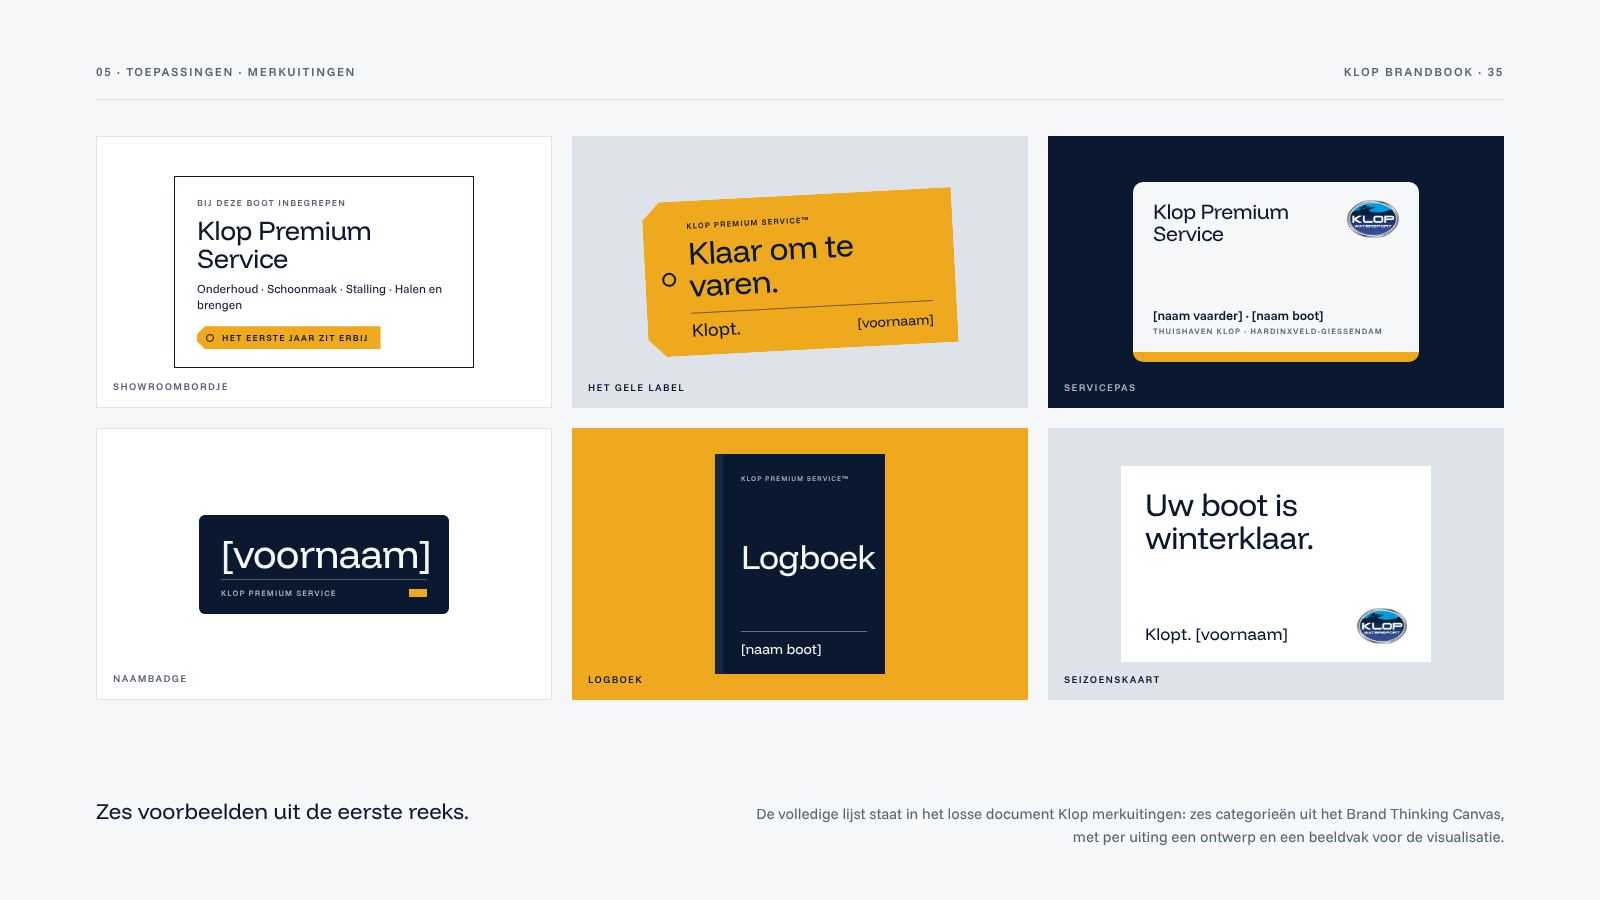 05 · TOEPASSINGEN · MERKUITINGEN
KLOP BRANDBOOK · 35
BIJ DEZE BOOT INBEGREPEN
Klop Premium
Service
Onderhoud · Schoonmaak · Stalling · Halen en
brengen
HET EERSTE JAAR ZIT ERBIJ
SHOWROOMBORDJE
KLOP PREMIUM SERVICE™
Klaar om te
varen.
Klopt.
[voornaam]
HET GELE LABEL
Klop Premium
Service
KLOP
WATERSPORT
[naam vaarder] · [naam boot]
THUISHAVEN KLOP · HARDINXVELD-GIESSENDAM
SERVICEPAS
[voornaam]
KLOP PREMIUM SERVICE
NAAMBADGE
KLOP PREMIUM SERVICE™
Logboek
[naam boot]
LOGBOEK
Uw boot is
winterklaar.
Klopt. [voornaam]
KLOP
WATERSPORT
SEIZOENSKAART
Zes voorbeelden uit de eerste reeks.
De volledige lijst staat in het losse document Klop merkuitingen: zes categorieën uit het Brand Thinking Canvas,
met per uiting een ontwerp en een beeldvak voor de visualisatie.